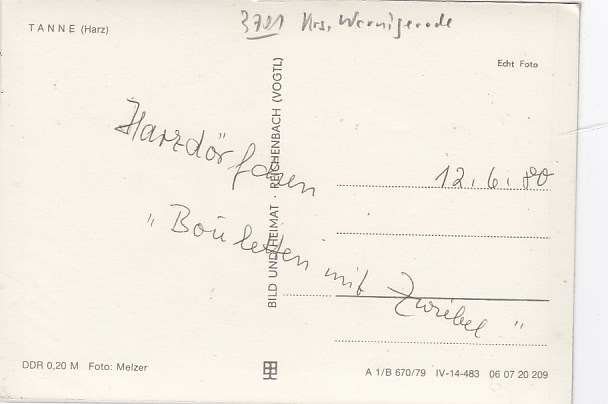 TANNE (Harz)
3721 Krs. Wernigerode
Echt Foto
BILD UND HEIMAT · REICHENBACH (VOGTL)
Harzdörfchen
12.6.80
„Bouletten mit Zwiebel"
DDR 0,20 M Foto: Melzer
A 1/B 670/79 IV-14-483 06 07 20 209